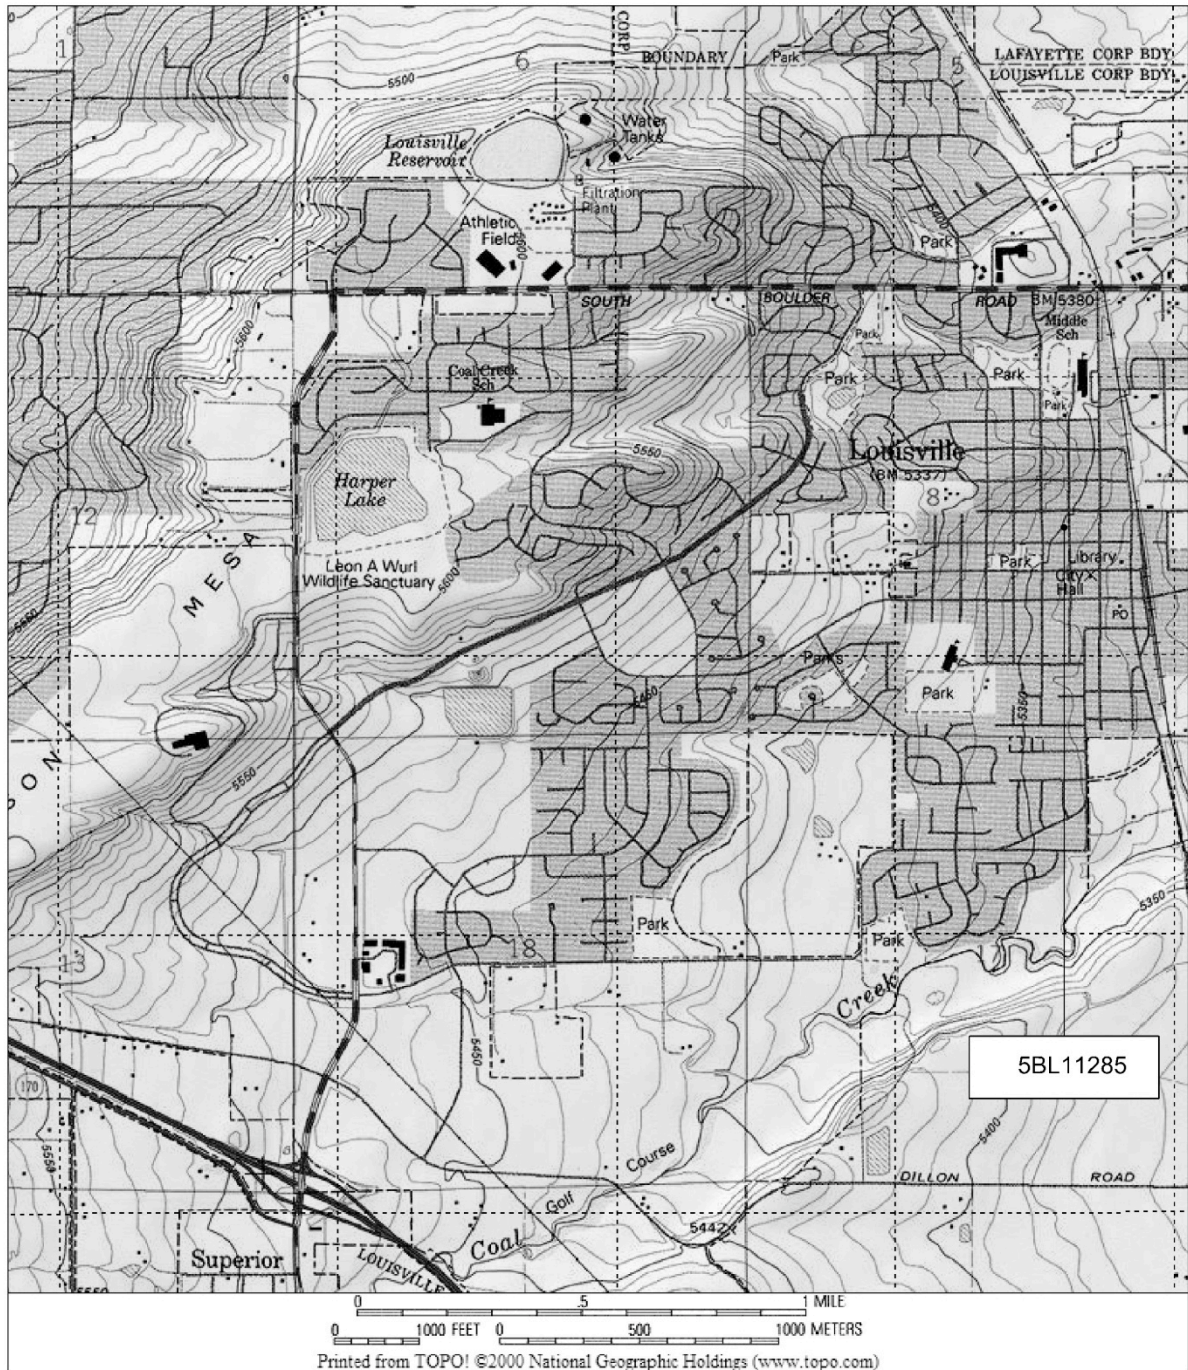 1
6
CORP
BOUNDARY
Park
5
LAFAYETTE CORP BDY
LOUISVILLE CORP BDY
5500
Louisville
Reservoir
Water
Tanks
Filtration
Plant
Athletic
Field
5600
5400
Park
SOUTH
BOULDER
ROAD
BM 5380
Middle
Sch
5600
Park
Coal Creek
Sch
Park
Park
Park
Louisville
(BM 5337)
5550
8
Harper
Lake
12
MESA
Leon A Wurl
Wildlife Sanctuary
5600
Park
Library
City
Hall
PO
5550
Parks
Park
5450
5350
5550
Park
Park
5350
18
13
Creek
5450
5BL11285
170
5550
5400
Course
Golf
DILLON
ROAD
5442
Coal
Superior
LOUISVILLE
0 .5 1 MILE
0 1000 FEET 0 500 1000 METERS
Printed from TOPO! ©2000 National Geographic Holdings (www.topo.com)